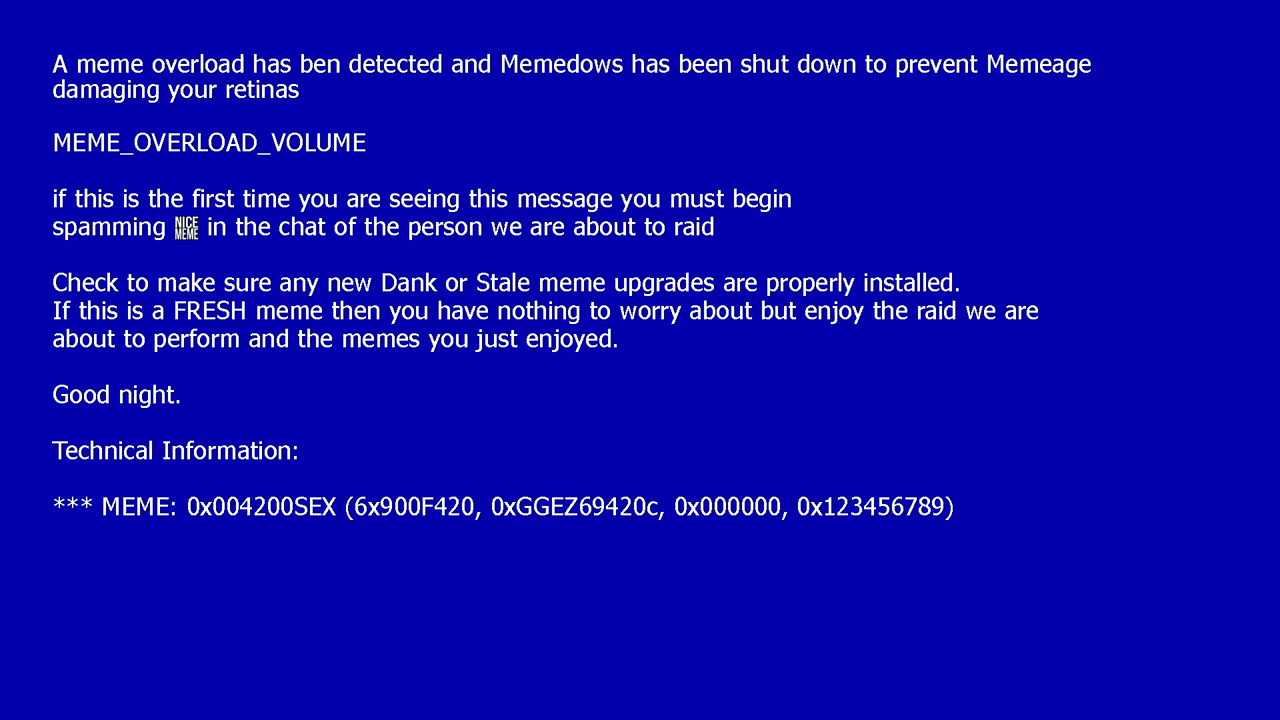 A meme overload has ben detected and Memedows has been shut down to prevent Memeage
damaging your retinas
MEME_OVERLOAD_VOLUME
if this is the first time you are seeing this message you must begin
spamming NICE MEME in the chat of the person we are about to raid
Check to make sure any new Dank or Stale meme upgrades are properly installed.
If this is a FRESH meme then you have nothing to worry about but enjoy the raid we are
about to perform and the memes you just enjoyed.
Good night.
Technical Information:
*** MEME: 0x004200SEX (6x900F420, 0xGGEZ69420c, 0x000000, 0x123456789)